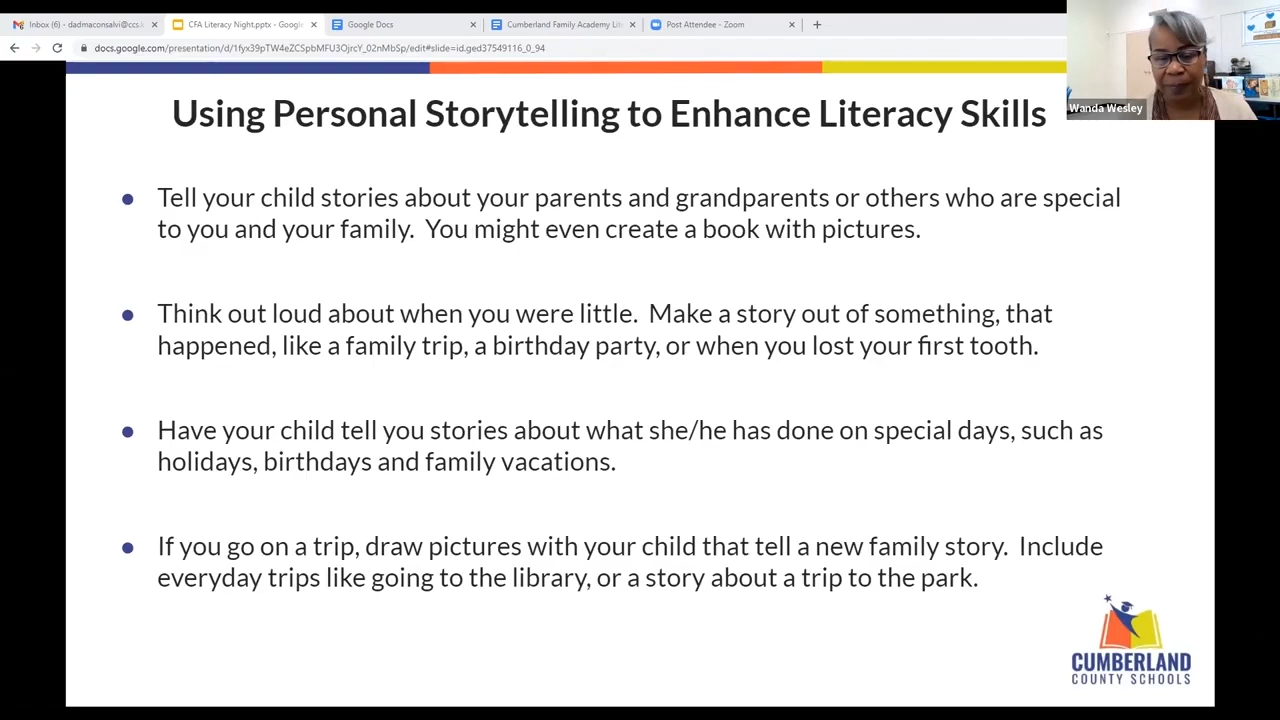 Inbox (6) - dadmaconsalvi@ccs.k
CFA Literacy Night.pptx - Google
Google Docs
Cumberland Family Academy Lite
Post Attendee - Zoom
docs.google.com/presentation/d/1fyx39pTW4eZCSpbMFU3OjrcY_02nMbSp/edit#slide=id.ged37549116_0_94
Wanda Wesley
Using Personal Storytelling to Enhance Literacy Skills
● Tell your child stories about your parents and grandparents or others who are special
to you and your family.  You might even create a book with pictures.
● Think out loud about when you were little.  Make a story out of something, that
happened, like a family trip, a birthday party, or when you lost your first tooth.
● Have your child tell you stories about what she/he has done on special days, such as
holidays, birthdays and family vacations.
● If you go on a trip, draw pictures with your child that tell a new family story.  Include
everyday trips like going to the library, or a story about a trip to the park.
CUMBERLAND
COUNTY SCHOOLS